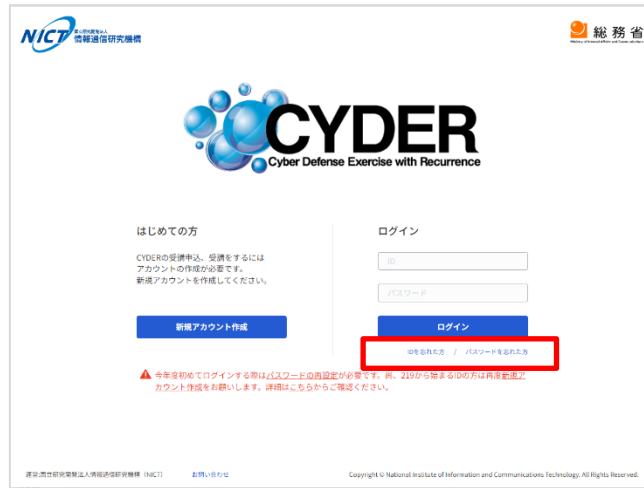 NICT 国立研究開発法人
情報通信研究機構
総務省
Ministry of Internal Affairs and Communications
CYDER
Cyber Defense Exercise with Recurrence
はじめての方
CYDERの受講申込、受講をするには
アカウントの作成が必要です。
新規アカウントを作成してください。
新規アカウント作成
ログイン
ID
パスワード
ログイン
IDを忘れた方 / パスワードを忘れた方
今年度初めてログインする際はパスワードの再設定が必要です。尚、219から始まるIDの方は再度新規ア
カウント作成をお願いします。詳細はこちらからご確認ください。
運営:国立研究開発法人情報通信研究機構（NICT） お問い合わせ
Copyright © National Institute of Information and Communications Technology. All Rights Reserved.